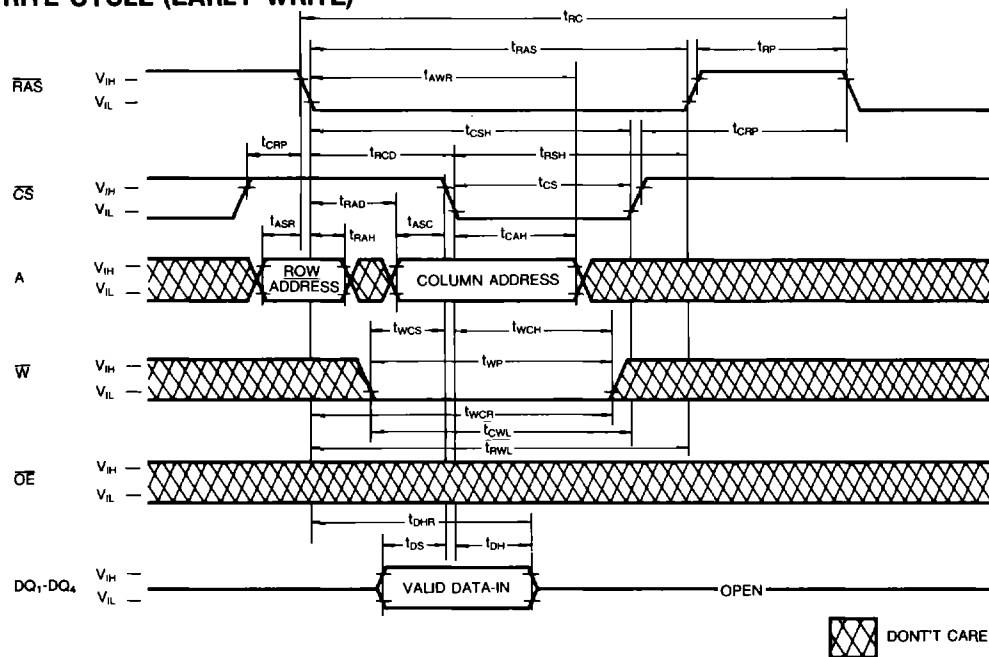 RITE CYCLE (EARLY WRITE)
tRC
tRAS
tRP
tAWR
RAS
VIH
VIL
tCSH
tCRP
tCRP
tRCD
tRSH
CS
VIH
VIL
tCS
tRAD
tASR
tRAH
tASC
tCAH
A
VIH
VIL
ROW
ADDRESS
COLUMN ADDRESS
tWCS
tWCH
W
VIH
VIL
tWP
tWCR
tCWL
tRWL
OE
VIH
VIL
tDHR
tDS
tDH
DQ1-DQ4
VIH
VIL
VALID DATA-IN
OPEN
DONT'T CARE